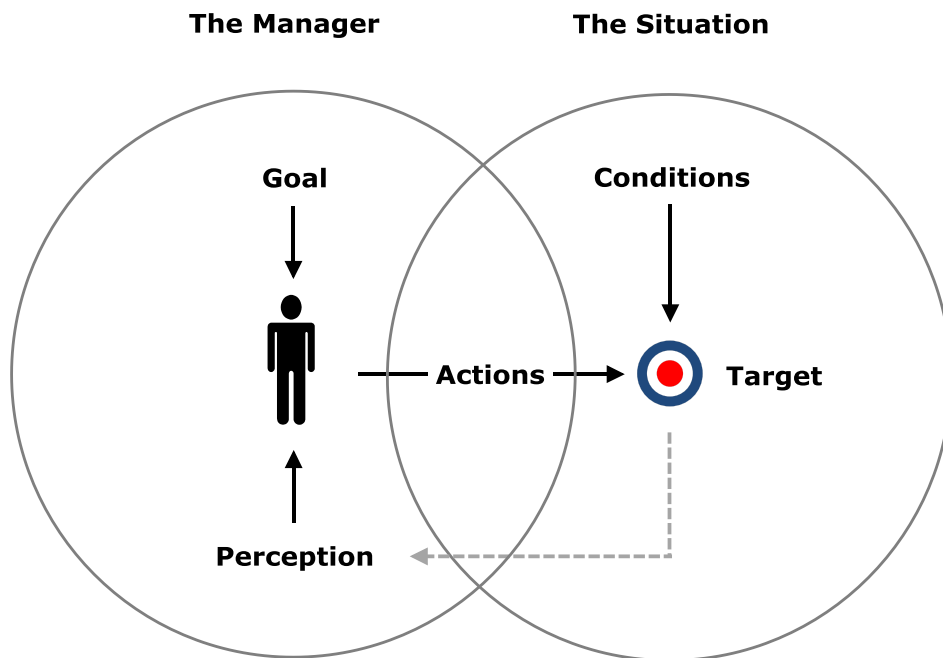 The Manager
The Situation
Goal
Conditions
Actions
Target
Perception